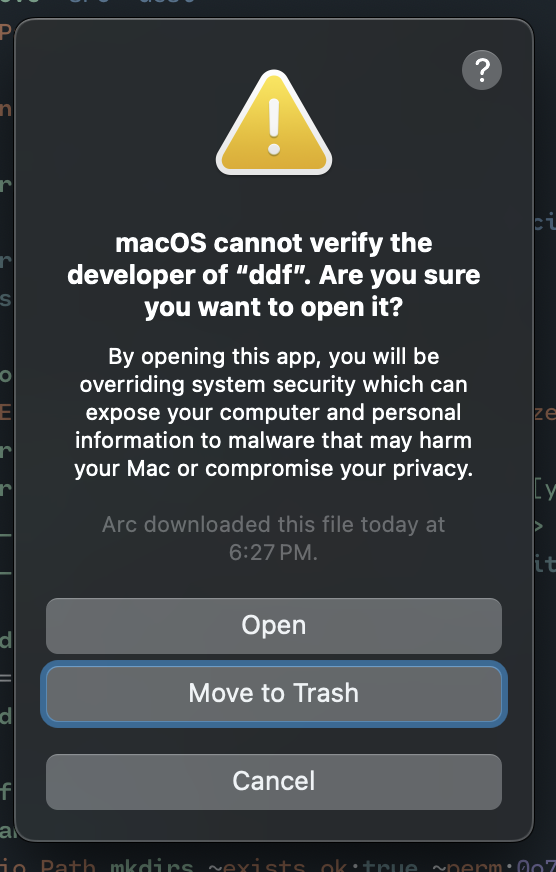 ?
macOS cannot verify the
developer of “ddf”. Are you sure
you want to open it?
By opening this app, you will be
overriding system security which can
expose your computer and personal
information to malware that may harm
your Mac or compromise your privacy.
Arc downloaded this file today at
6:27 PM.
Open
Move to Trash
Cancel
io Path mkdirs ~exists_ok:true ~perm:0o7